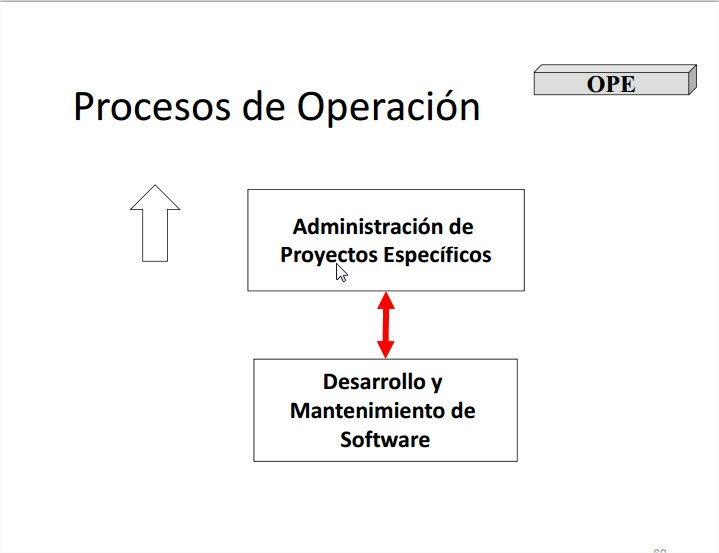 OPE
Procesos de Operación
Administración de
Proyectos Específicos
Desarrollo y
Mantenimiento de
Software